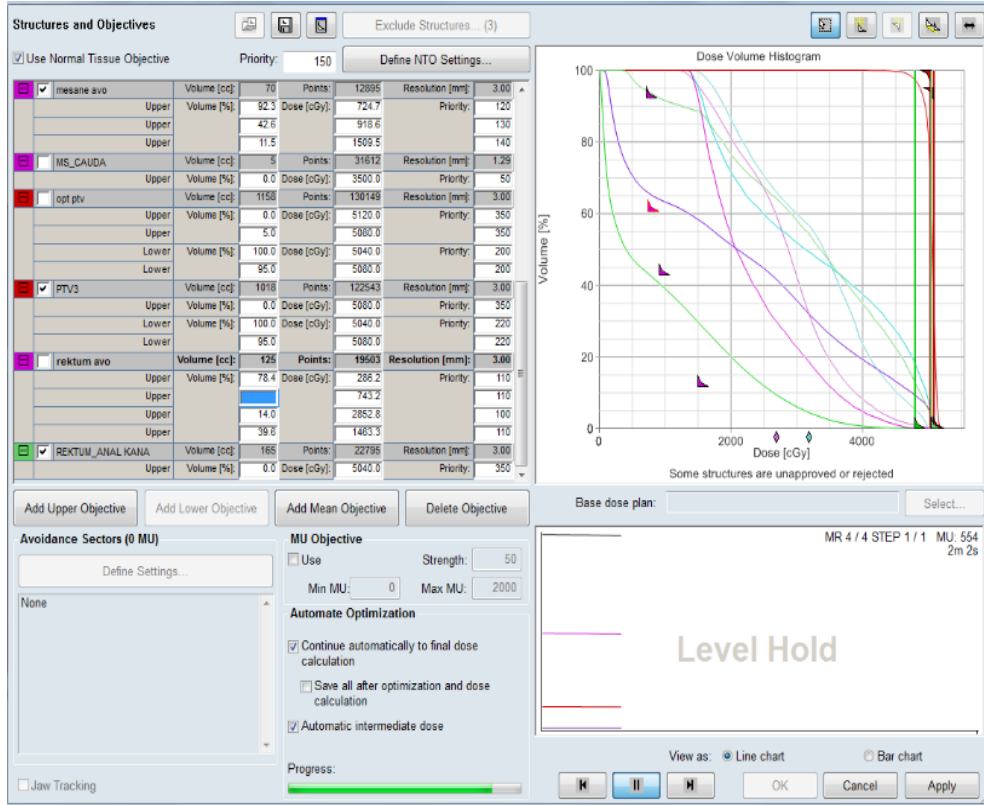 Structures and Objectives
Exclude Structures... (3)
Use Normal Tissue Objective Priority: 150 Define NTO Settings...
mesane avo Volume [cc]: 70 Points: 12895 Resolution [mm]: 3.00
Upper Volume [%]: 92.3 Dose [cGy]: 724.7 Priority: 120
Upper 42.6 918.6 130
Upper 11.5 1509.5 140
MS_CAUDA Volume [cc]: 5 Points: 31612 Resolution [mm]: 1.29
Upper Volume [%]: 0.0 Dose [cGy]: 3500.0 Priority: 50
opt ptv Volume [cc]: 1158 Points: 130149 Resolution [mm]: 3.00
Upper Volume [%]: 0.0 Dose [cGy]: 5120.0 Priority: 350
Upper 5.0 5080.0 350
Lower Volume [%]: 100.0 Dose [cGy]: 5040.0 Priority: 200
Lower 95.0 5080.0 200
PTV3 Volume [cc]: 1018 Points: 122543 Resolution [mm]: 3.00
Upper Volume [%]: 0.0 Dose [cGy]: 5080.0 Priority: 350
Lower Volume [%]: 100.0 Dose [cGy]: 5040.0 Priority: 220
Lower 95.0 5080.0 220
rektum avo Volume [cc]: 125 Points: 19503 Resolution [mm]: 3.00
Upper Volume [%]: 78.4 Dose [cGy]: 286.2 Priority: 110
Upper 743.2 110
Upper 14.0 2852.8 100
Upper 39.6 1463.3 110
REKTUM_ANAL KANA Volume [cc]: 165 Points: 22795 Resolution [mm]: 3.00
Upper Volume [%]: 0.0 Dose [cGy]: 5040.0 Priority: 350
Add Upper Objective Add Lower Objective Add Mean Objective Delete Objective
Avoidance Sectors (0 MU)
Define Settings...
None
Jaw Tracking
MU Objective
Use Strength: 50
Min MU: 0 Max MU: 2000
Automate Optimization
Continue automatically to final dose
calculation
Save all after optimization and dose
calculation
Automatic intermediate dose
Progress:
Dose Volume Histogram
Volume [%]
100
80
60
40
20
0
0 2000 4000
Dose [cGy]
Some structures are unapproved or rejected
Base dose plan: Select...
MR 4 / 4 STEP 1 / 1 MU: 554
2m 2s
Level Hold
View as: Line chart Bar chart
OK Cancel Apply